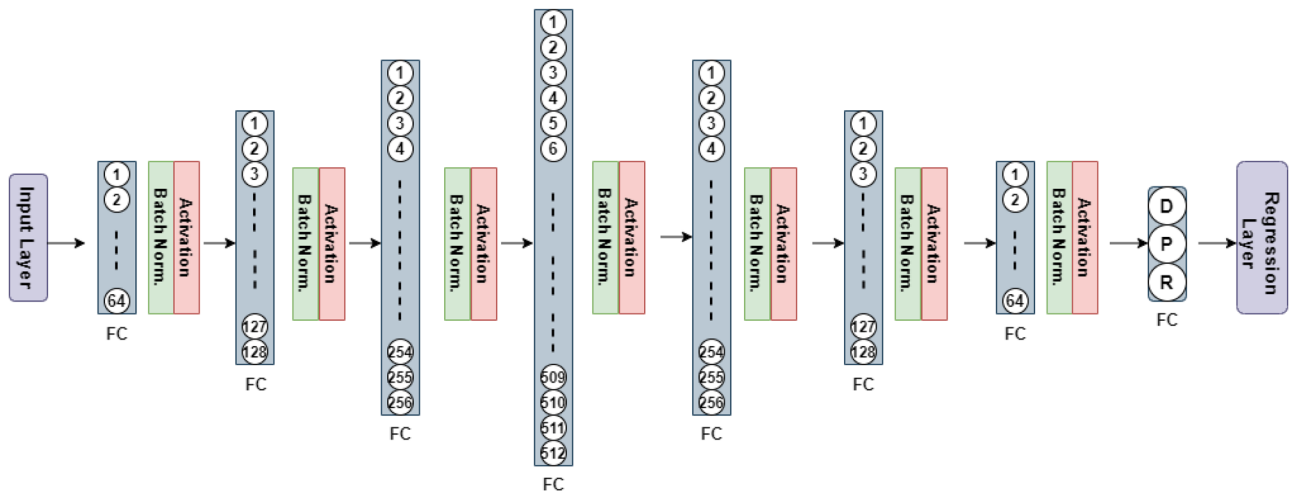 Input Layer
1
2
64
FC
Batch Norm.
Activation
1
2
3
127
128
FC
Batch Norm.
Activation
1
2
3
4
254
255
256
FC
Batch Norm.
Activation
1
2
3
4
5
6
509
510
511
512
FC
Batch Norm.
Activation
1
2
3
4
254
255
256
FC
Batch Norm.
Activation
1
2
3
127
128
FC
Batch Norm.
Activation
1
2
64
FC
Batch Norm.
Activation
D
P
R
FC
Regression
Layer